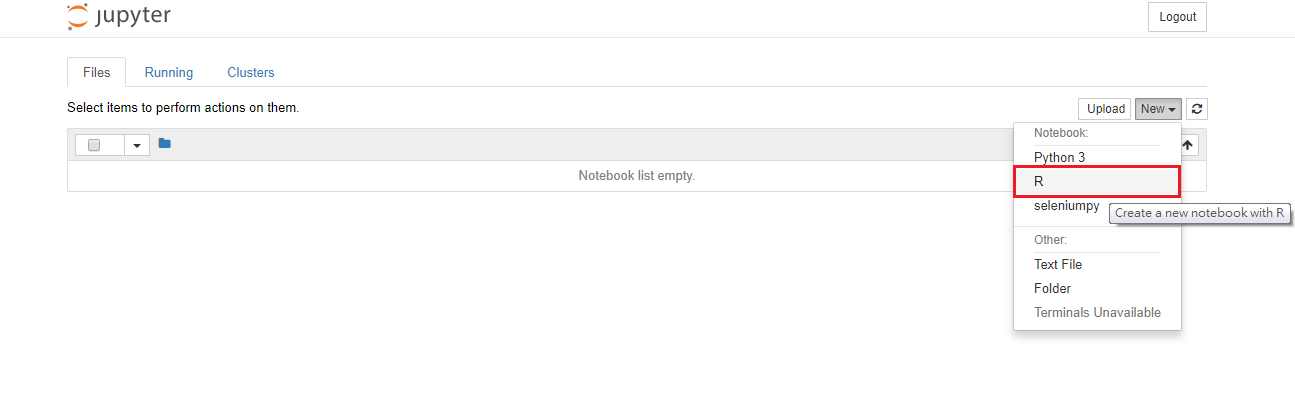 jupyter
Logout
Files Running Clusters
Select items to perform actions on them.
Upload New
Notebook:
Python 3
Notebook list empty.
R
seleniumpy
Create a new notebook with R
Other:
Text File
Folder
Terminals Unavailable